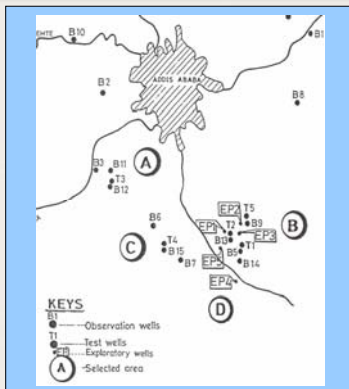 B10
B1
ADDIS ABABA
B2
B8
B3
B11
A
T3
B12
EP2
T5
B6
EP1
T2
B9
B
EP3
C
T4
B13
T1
B15
B5
B7
EP5
B14
EP4
D
KEYS
B1
Observation wells
T1
Test wells
EP
Exploratory wells
A
Selected area